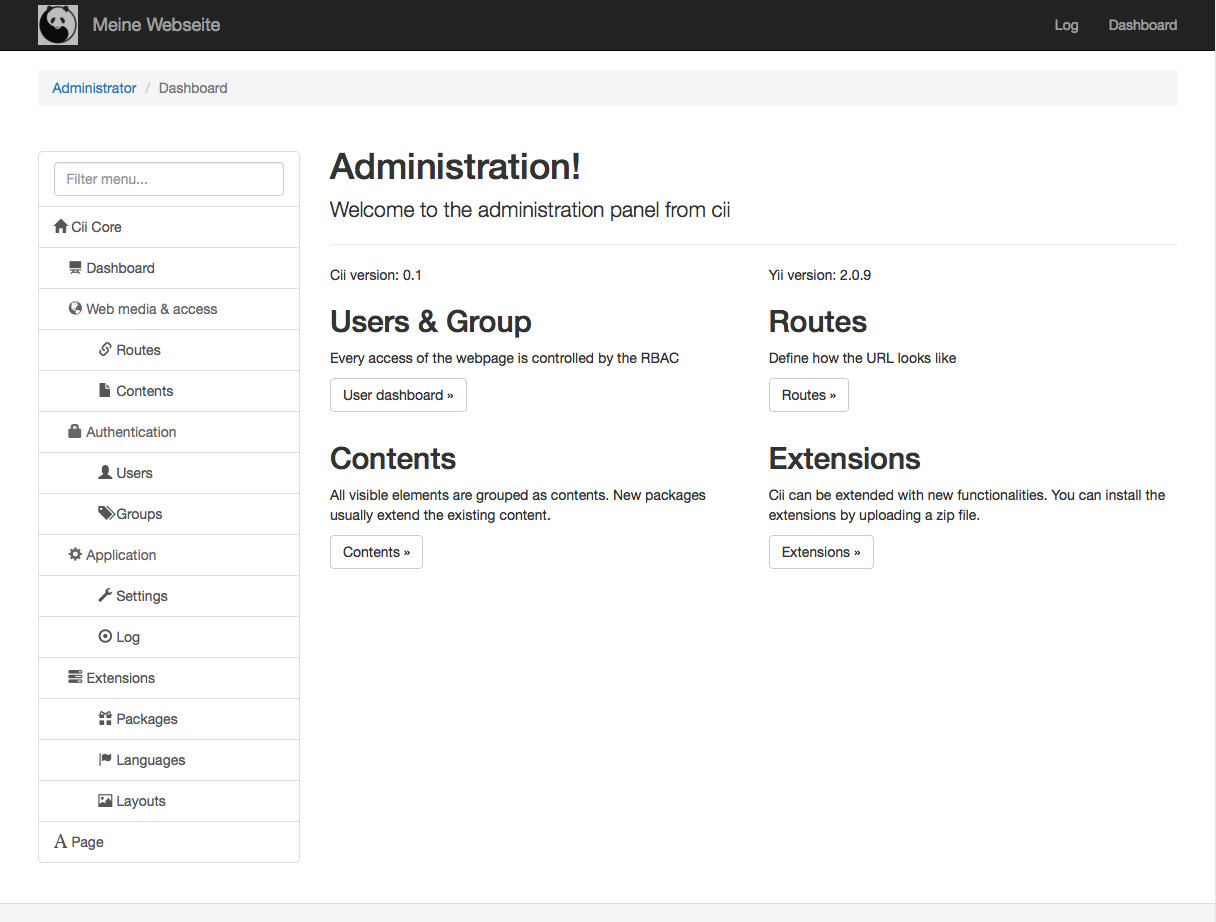 Meine Webseite
Log
Dashboard
Administrator / Dashboard
Filter menu...
Cii Core
Dashboard
Web media & access
Routes
Contents
Authentication
Users
Groups
Application
Settings
Log
Extensions
Packages
Languages
Layouts
A Page
Administration!
Welcome to the administration panel from cii
Cii version: 0.1
Yii version: 2.0.9
Users & Group
Every access of the webpage is controlled by the RBAC
User dashboard »
Routes
Define how the URL looks like
Routes »
Contents
All visible elements are grouped as contents. New packages
usually extend the existing content.
Contents »
Extensions
Cii can be extended with new functionalities. You can install the
extensions by uploading a zip file.
Extensions »